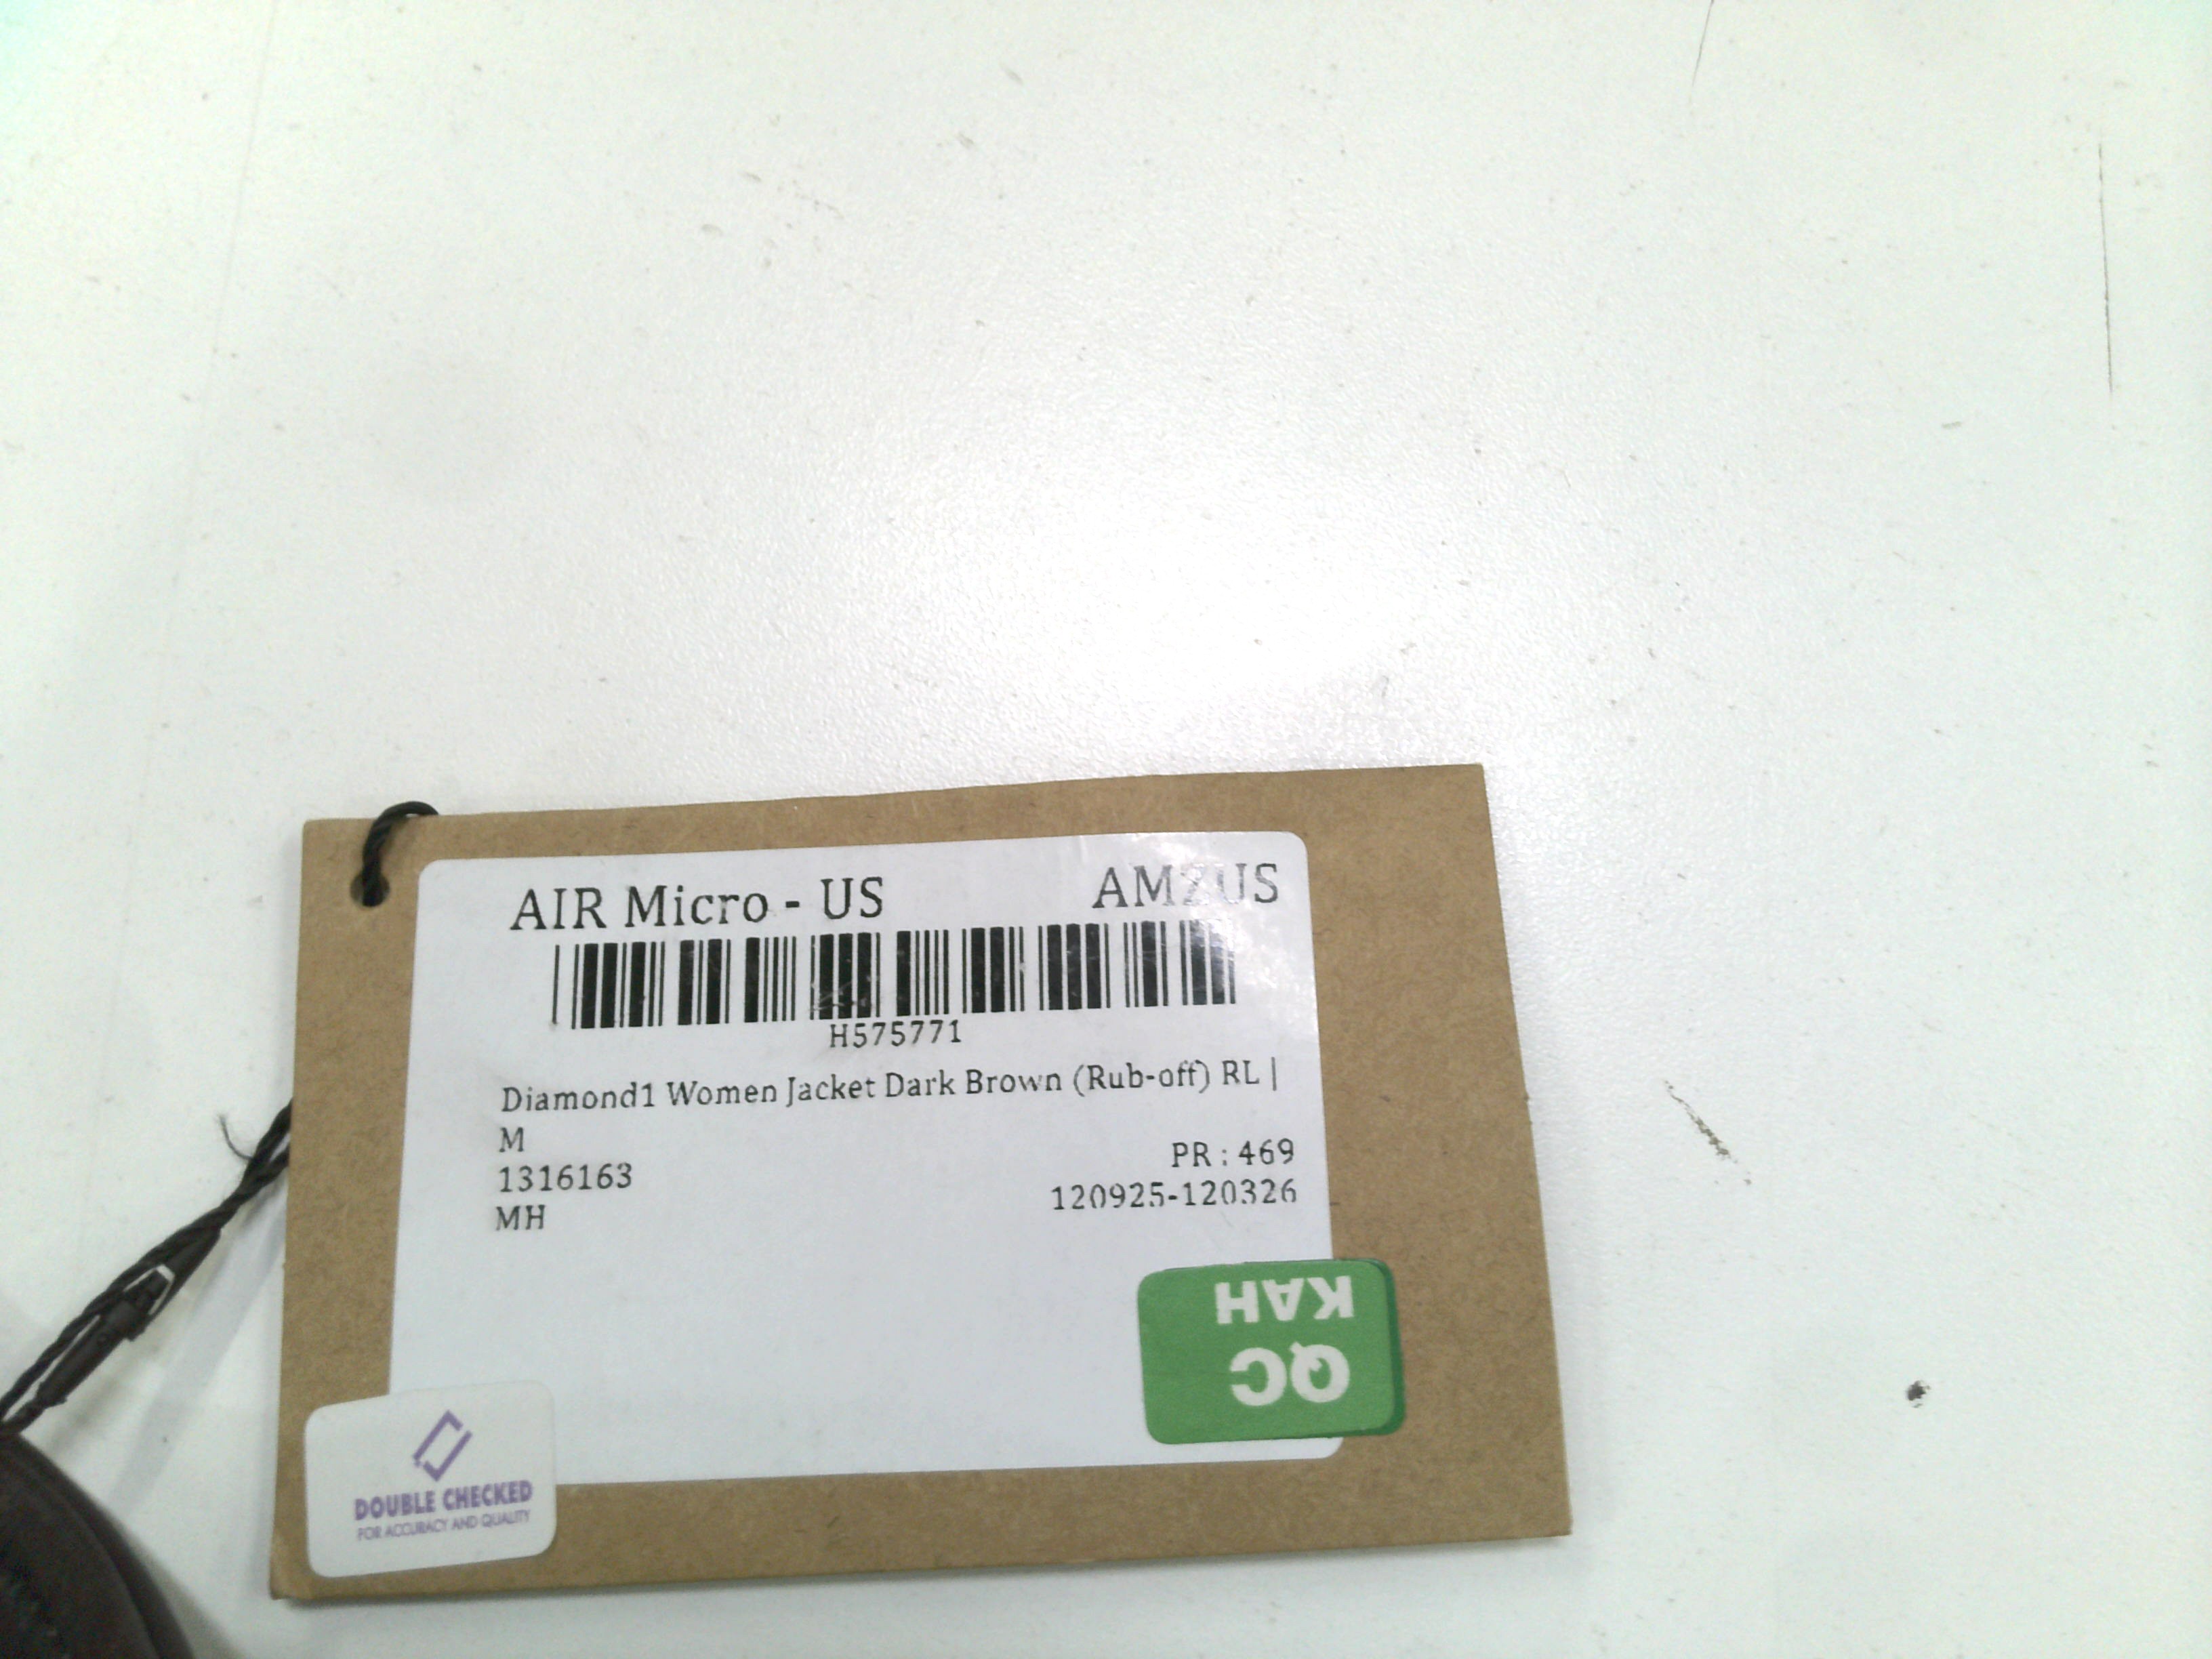 AIR Micro - US AMZUS
H575771
Diamond1 Women Jacket Dark Brown (Rub-off) RL |
M
PR : 469
1316163
120925-120326
MH
QC
KAH
DOUBLE CHECKED
FOR ACCURACY AND QUALITY